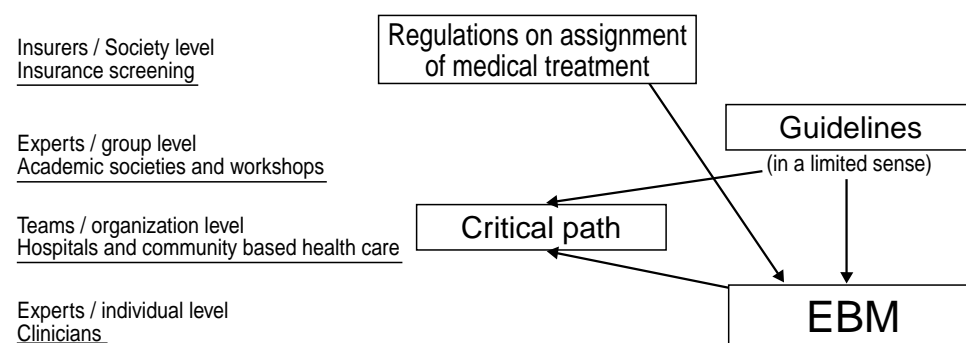 Insurers / Society level
Insurance screening
Regulations on assignment
of medical treatment
Experts / group level
Academic societies and workshops
Guidelines
(in a limited sense)
Teams / organization level
Hospitals and community based health care
Critical path
Experts / individual level
Clinicians
EBM